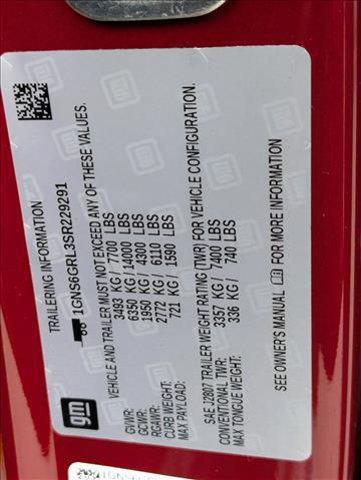 TRAILERING INFORMATION
1GNS6GRL3SR229291
VEHICLE AND TRAILER MUST NOT EXCEED ANY OF THESE VALUES.
GVWR: 3493 KG / 7700 LBS
GCWR: 6350 KG / 14000 LBS
GAWR: 1950 KG / 4300 LBS
RGAWR: 2772 KG / 6110 LBS
CURB WEIGHT: 721 KG / 1590 LBS
MAX PAYLOAD:
SAE J2807 TRAILER WEIGHT RATING (TWR) FOR VEHICLE CONFIGURATION.
CONVENTIONAL TWR: 3357 KG / 7400 LBS
MAX TONGUE WEIGHT: 336 KG / 740 LBS
SEE OWNER'S MANUAL FOR MORE INFORMATION
gm